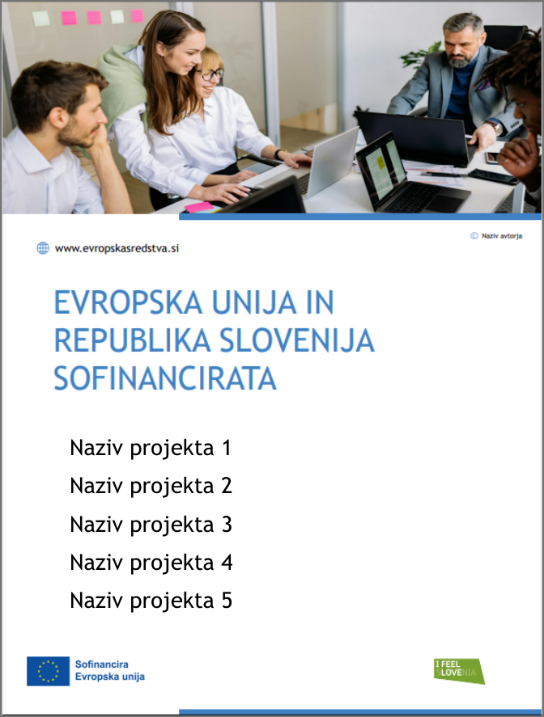 © Naziv avtorja
www.evropskasredstva.si
EVROPSKA UNIJA IN
REPUBLIKA SLOVENIJA
SOFINANCIRATA
Naziv projekta 1
Naziv projekta 2
Naziv projekta 3
Naziv projekta 4
Naziv projekta 5
Sofinancira
Evropska unija
I FEEL
SLOVENIA